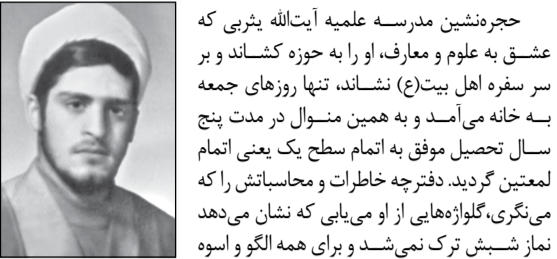 حجره‌نشین مدرسه علمیه آیت‌الله یثربی که
عشق به علوم و معارف، او را به حوزه کشاند و بر
سر سفره اهل بیت(ع) نشاند، تنها روزهای جمعه
به خانه می‌آمد و به همین منوال در مدت پنج
سال تحصیل موفق به اتمام سطح یک یعنی اتمام
لمعتین گردید. دفترچه خاطرات و محاسباتش را که
می‌نگری،گلواژه‌هایی از او می‌یابی که نشان می‌دهد
نماز شبش ترک نمی‌شد و برای همه الگو و اسوه